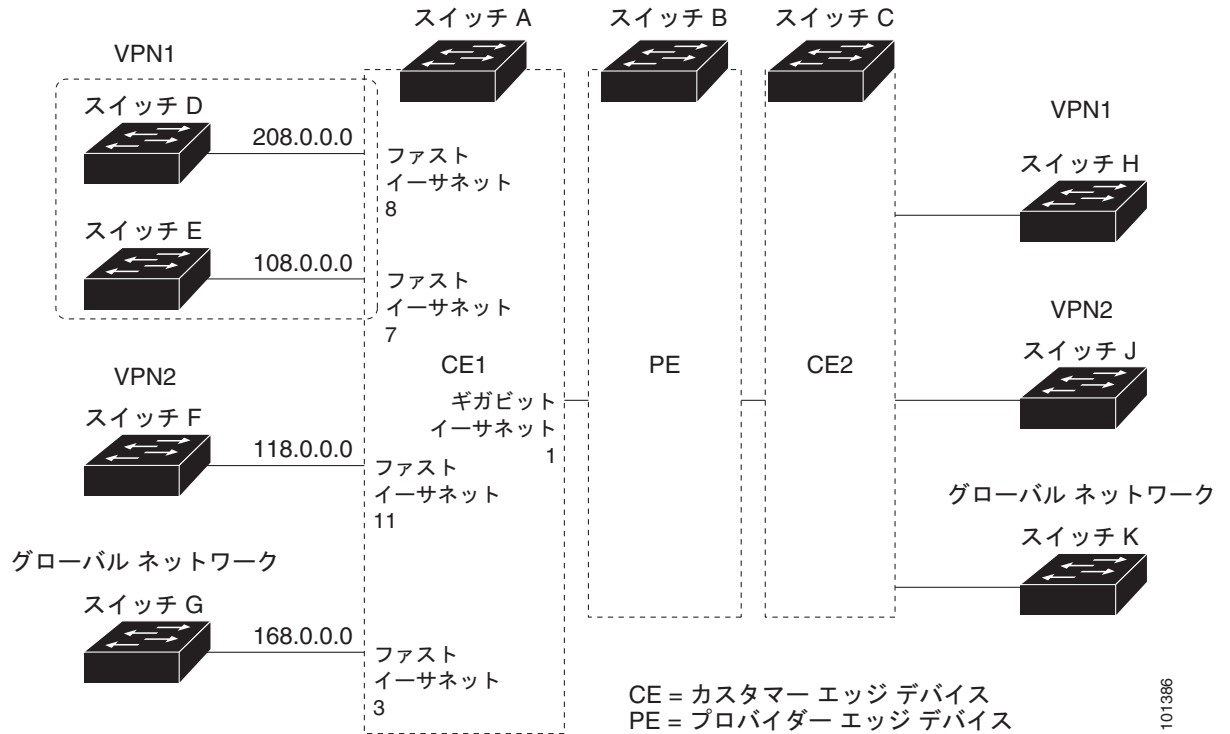 スイッチ A
スイッチ B
スイッチ C
VPN1
スイッチ D
208.0.0.0
ファスト
イーサネット
8
スイッチ E
108.0.0.0
ファスト
イーサネット
7
VPN2
スイッチ F
118.0.0.0
ファスト
イーサネット
11
グローバル ネットワーク
スイッチ G
168.0.0.0
ファスト
イーサネット
3
CE1
ギガビット
イーサネット
1
PE
CE2
VPN1
スイッチ H
VPN2
スイッチ J
グローバル ネットワーク
スイッチ K
CE = カスタマー エッジ デバイス
PE = プロバイダー エッジ デバイス
101386